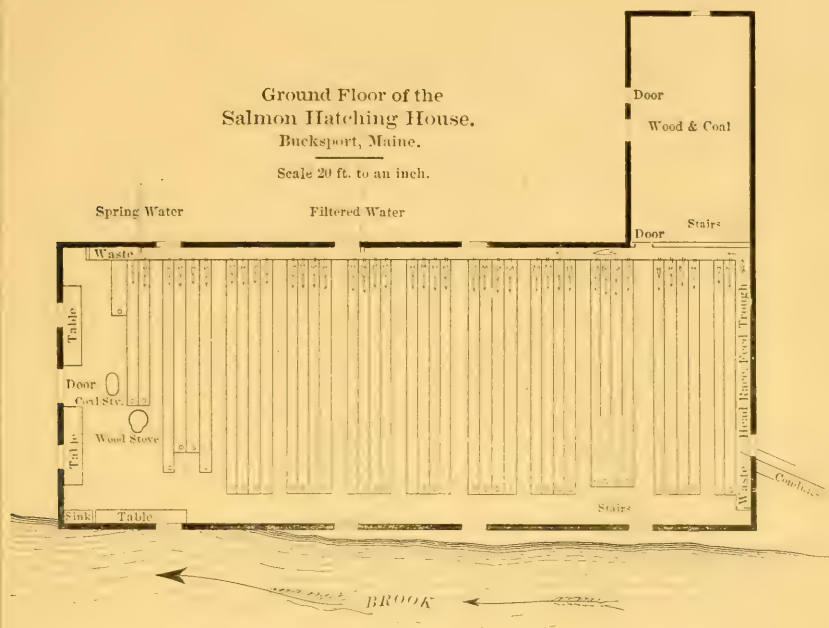 Ground Floor of the
Salmon Hatching House.
Bucksport, Maine.
Scale 20 ft. to an inch.
Door
Wood & Coal
Stairs
Door
Spring Water
Filtered Water
Waste
Table
Door
Coal Stv.
Wood Stove
Table
Sink
Table
Head Race, Feed Trough
Waste
Conduit
Stairs
BROOK